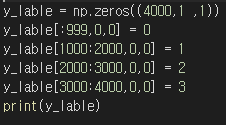 y_lable = np.zeros((4000,1 ,1))
y_lable[:999,0,0] = 0
y_lable[1000:2000,0,0] = 1
y_lable[2000:3000,0,0] = 2
y_lable[3000:4000,0,0] = 3
print(y_lable)